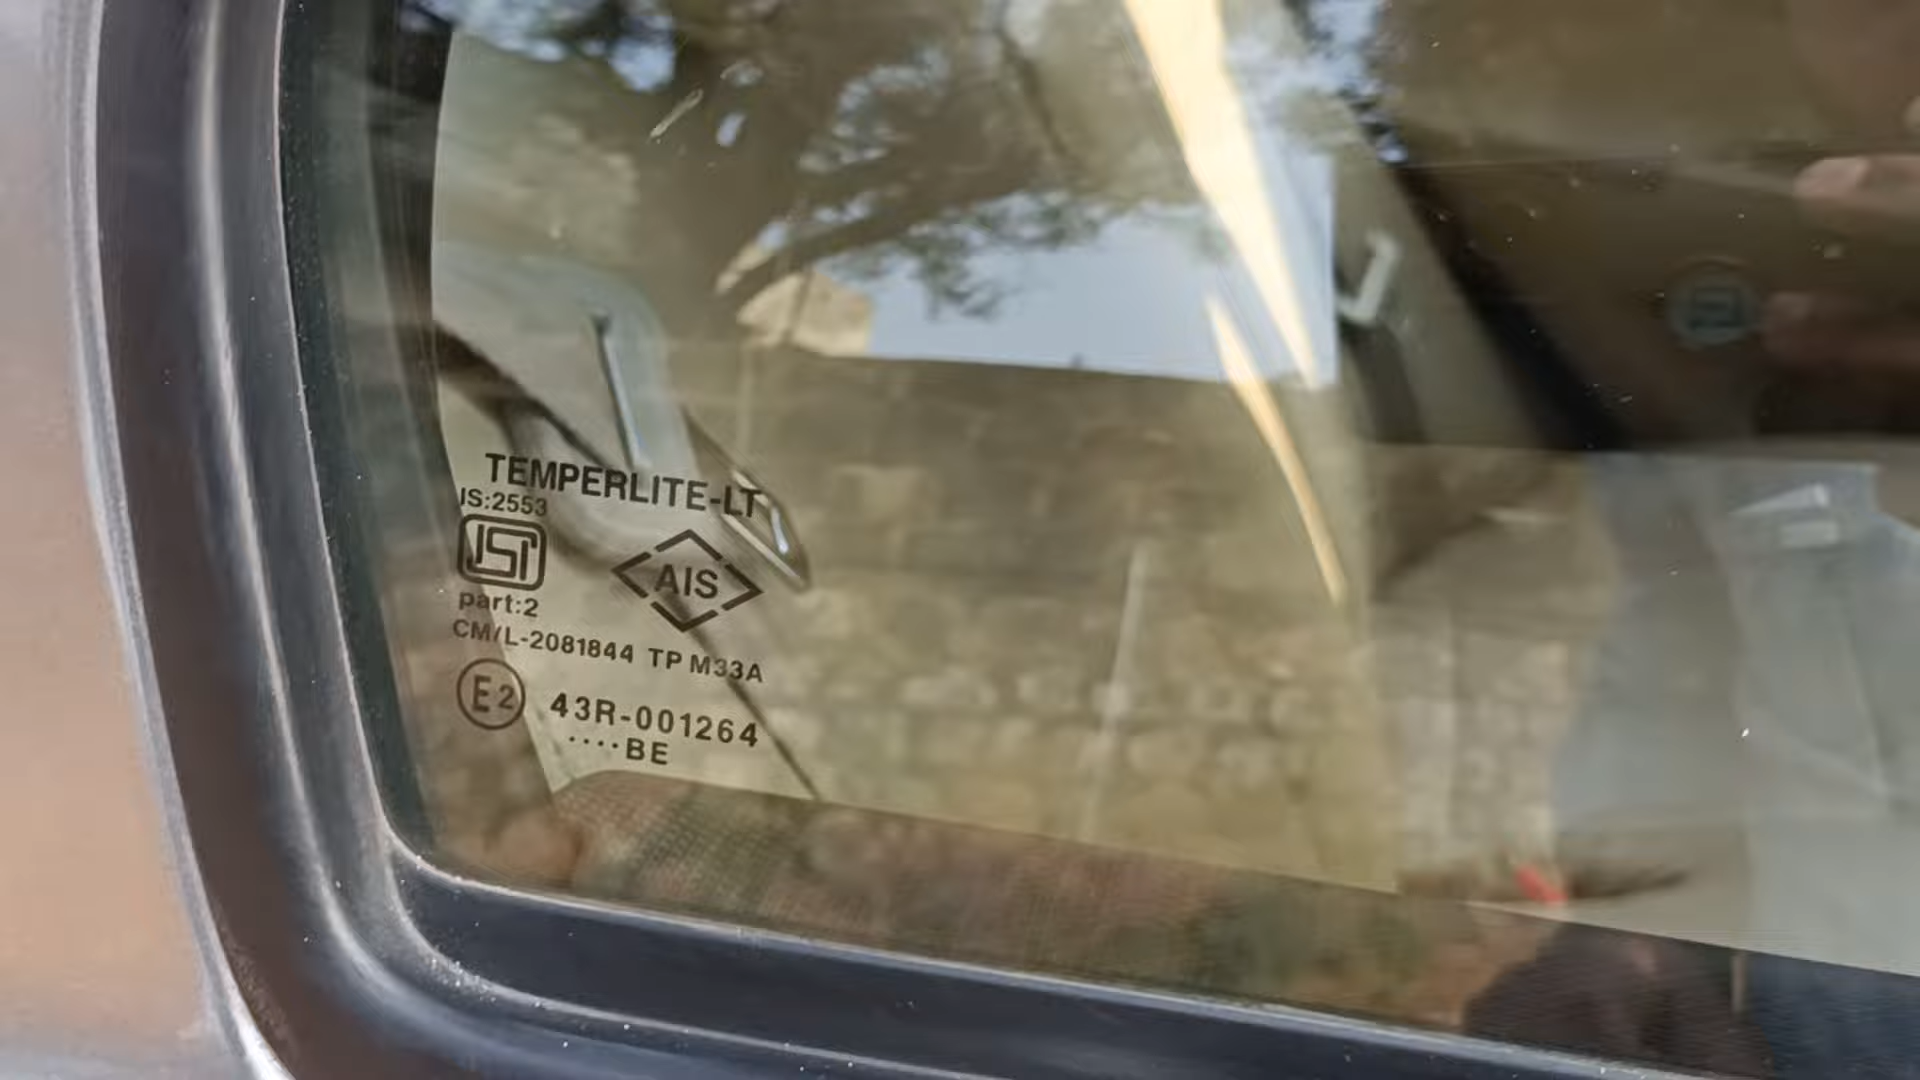 TEMPERLITE-LT
IS:2553
ISI
AIS
part:2
CM/L-2081844 TP M33A
E2 43R-001264
····BE